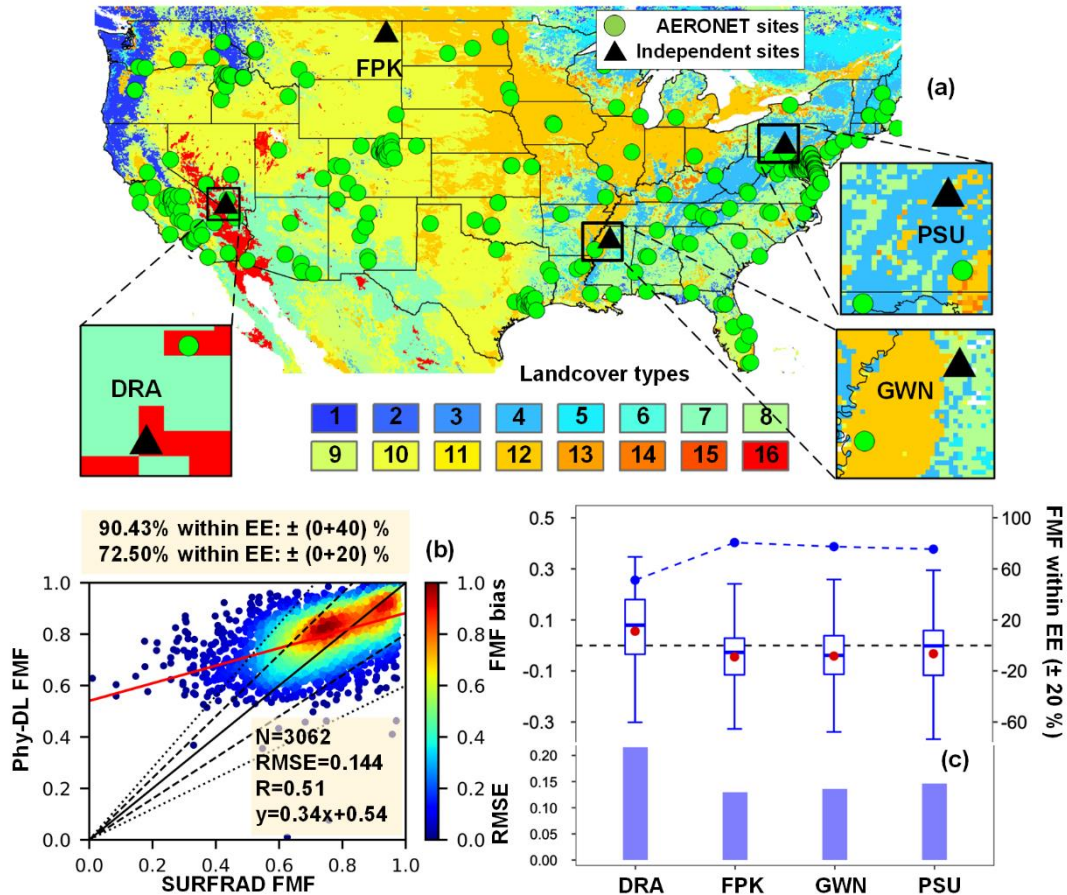 AERONET sites
Independent sites
FPK
(a)
PSU
DRA
GWN
Landcover types
1 2 3 4 5 6 7 8
9 10 11 12 13 14 15 16
90.43% within EE: ± (0+40) %
72.50% within EE: ± (0+20) %
(b)
1.0
0.8
0.6
0.4
0.2
0.0
Phy-DL FMF
N=3062
RMSE=0.144
R=0.51
y=0.34x+0.54
0.0 0.2 0.4 0.6 0.8 1.0
SURFRAD FMF
1.0
0.8
0.6
0.4
0.2
0.0
FMF bias
0.5
0.3
0.1
-0.1
-0.3
100
60
20
-20
-60
FMF within EE (± 20 %)
(c)
RMSE
0.20
0.15
0.10
0.05
0.00
DRA FPK GWN PSU